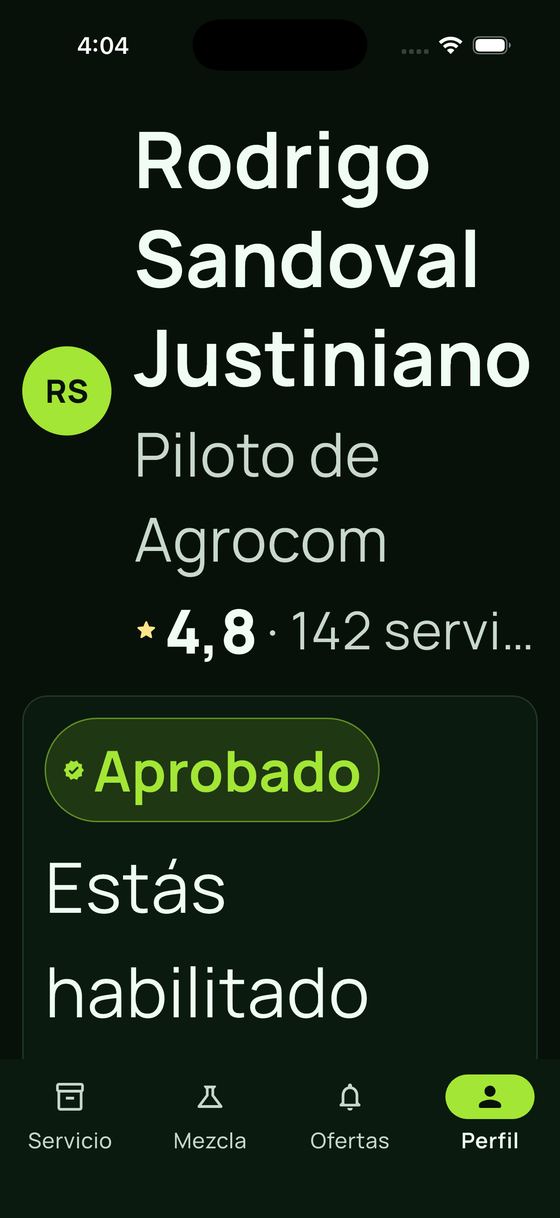 4:04
Rodrigo
Sandoval
Justiniano
RS
Piloto de
Agrocom
4,8 · 142 servi...
Aprobado
Estás
habilitado
Servicio
Mezcla
Ofertas
Perfil